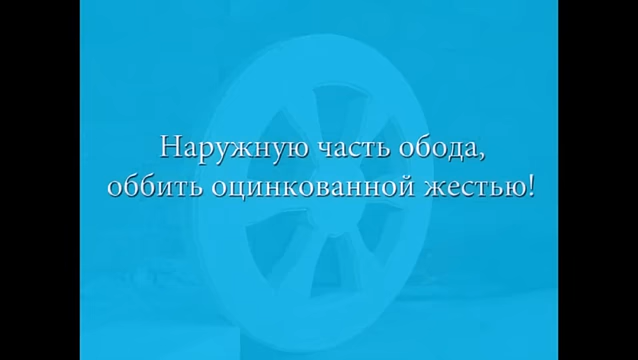 Наружную часть обода,
оббить оцинкованной жестью!